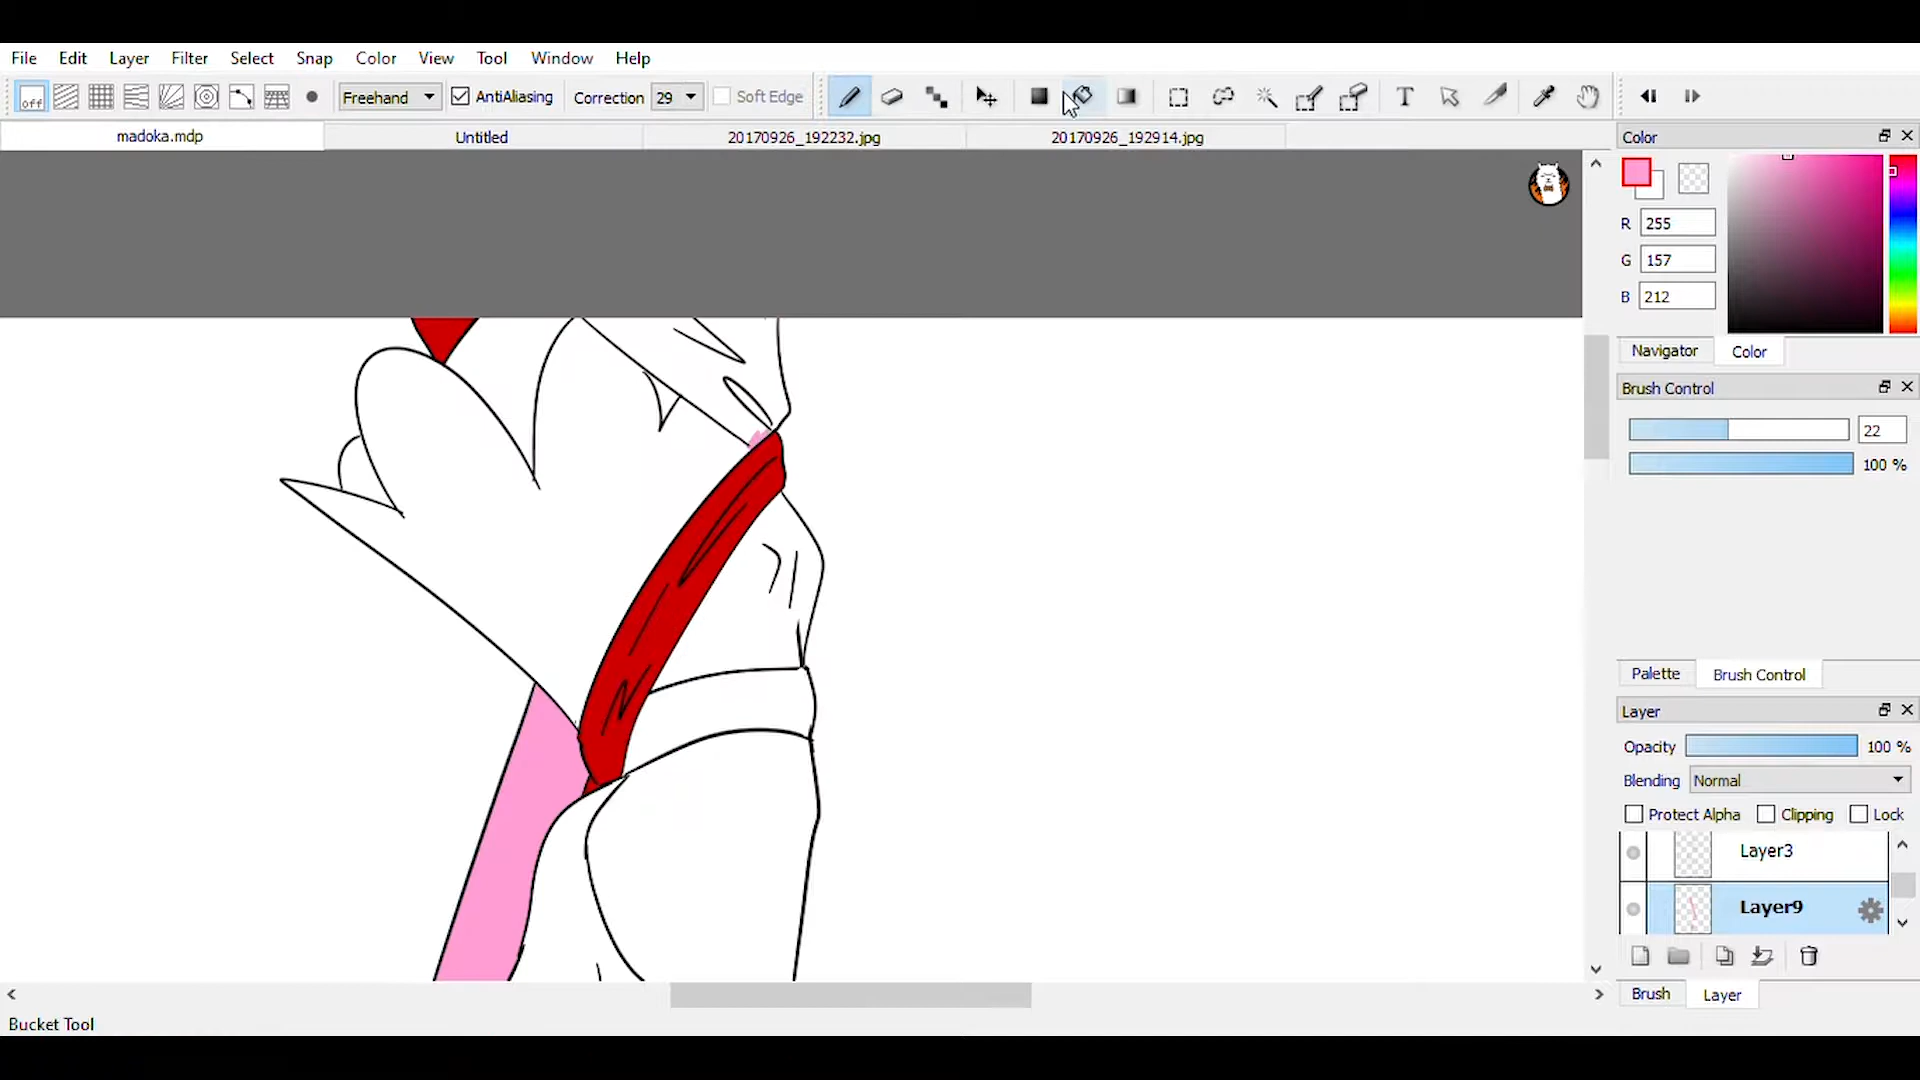 File Edit Layer Filter Select Snap Color View Tool Window Help
off Freehand AntiAliasing Correction 29 Soft Edge T
madoka.mdp Untitled 20170926_192232.jpg 20170926_192914.jpg
Color
R 255
G 157
B 212
Navigator Color
Brush Control
22
100 %
Palette Brush Control
Layer
Opacity 100 %
Blending Normal
Protect Alpha Clipping Lock
Layer3
Layer9
Brush Layer
Bucket Tool